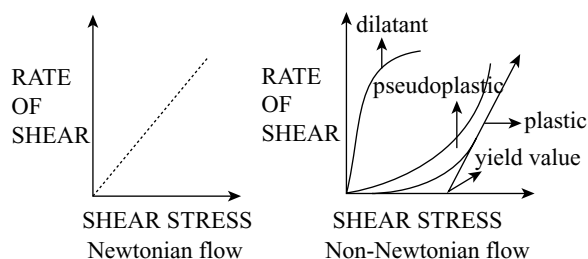 RATE
OF
SHEAR
SHEAR STRESS
Newtonian flow
dilatant
RATE
OF
SHEAR
pseudoplastic
plastic
yield value
SHEAR STRESS
Non-Newtonian flow